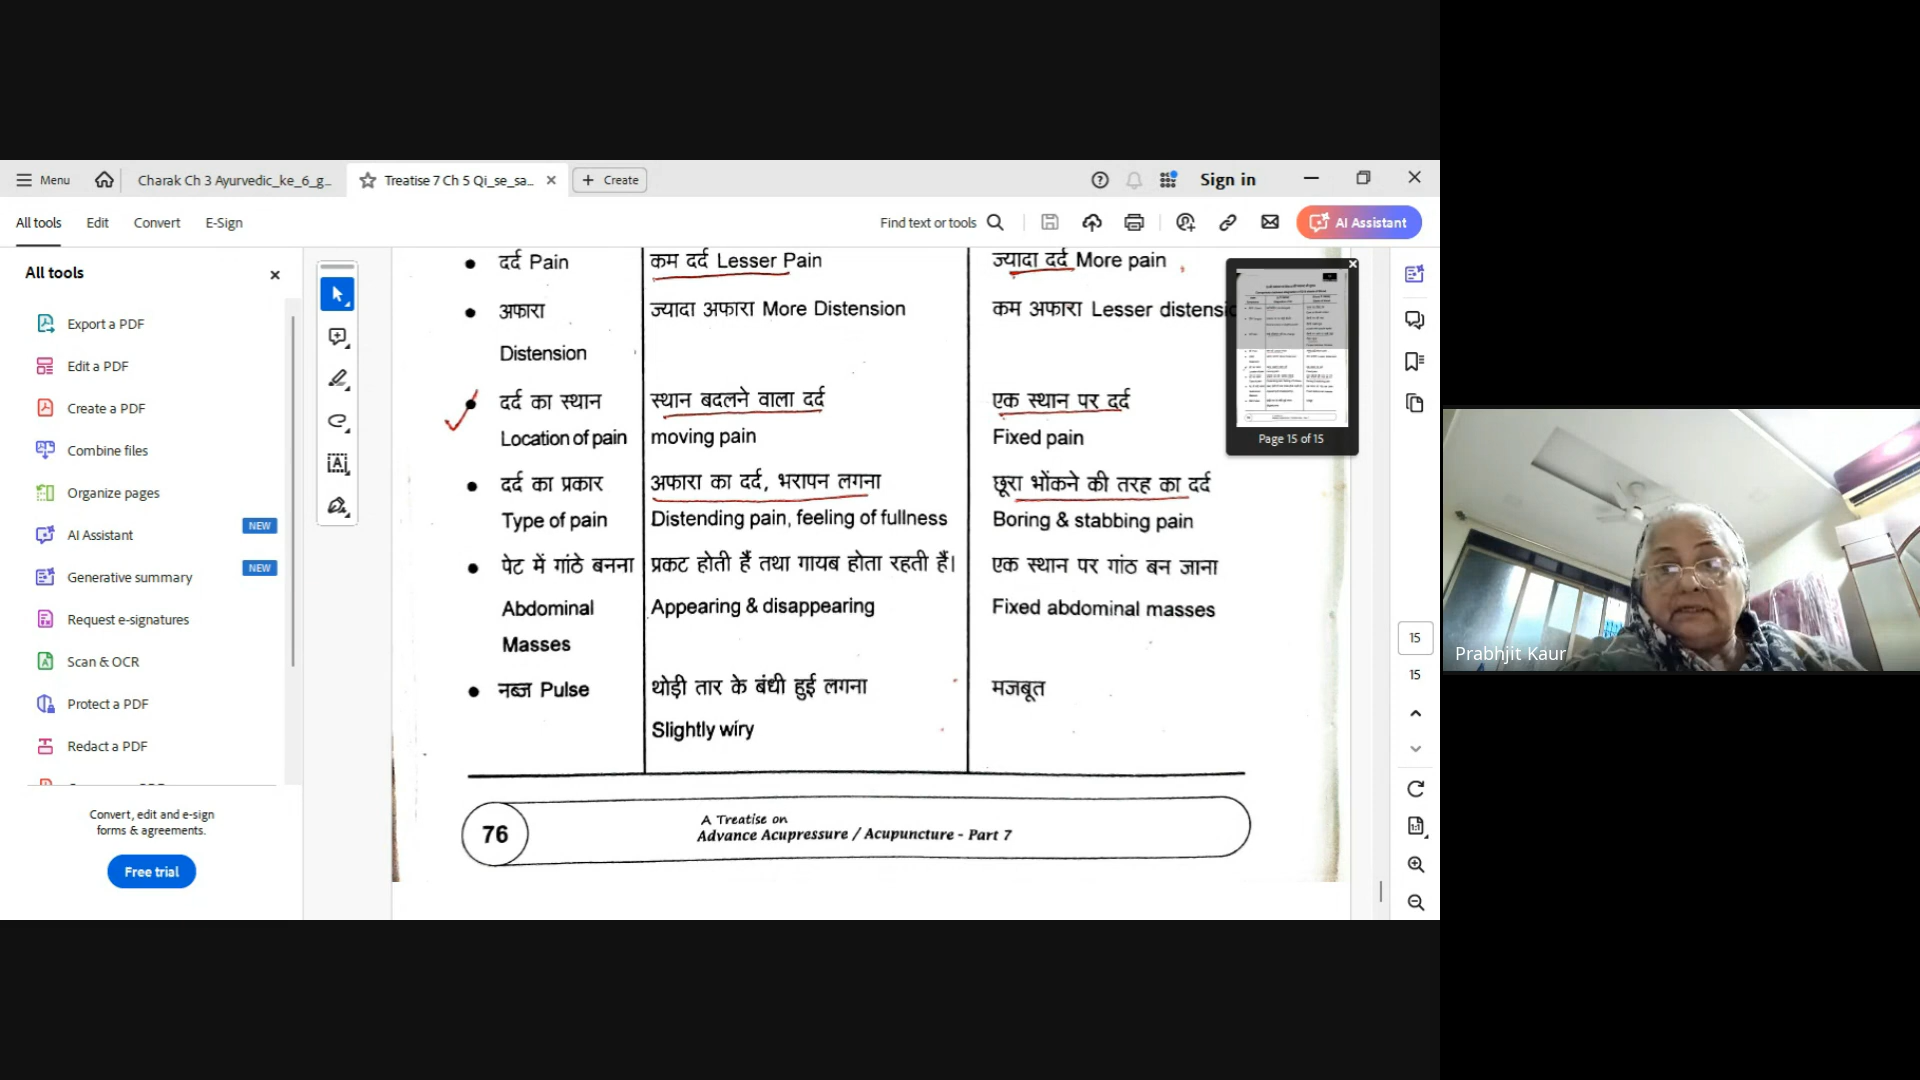 Menu
Charak Ch 3 Ayurvedic_ke_6_g...
Treatise 7 Ch 5 Qi_se_sa...
Create
Sign in
All tools Edit Convert E-Sign
Find text or tools
AI Assistant
All tools
Export a PDF
Edit a PDF
Create a PDF
Combine files
Organize pages
AI Assistant NEW
Generative summary NEW
Request e-signatures
Scan & OCR
Protect a PDF
Redact a PDF
Convert, edit and e-sign
forms & agreements.
Free trial
दर्द Pain कम दर्द Lesser Pain ज्यादा दर्द More pain
अफारा ज्यादा अफारा More Distension कम अफारा Lesser distensio
Distension
दर्द का स्थान स्थान बदलने वाला दर्द एक स्थान पर दर्द
Location of pain moving pain Fixed pain
दर्द का प्रकार अफारा का दर्द, भरापन लगना छूरा भोंकने की तरह का दर्द
Type of pain Distending pain, feeling of fullness Boring & stabbing pain
पेट में गांठे बनना प्रकट होती हैं तथा गायब होता रहती हैं। एक स्थान पर गांठ बन जाना
Abdominal Appearing & disappearing Fixed abdominal masses
Masses
नब्ज Pulse थोड़ी तार के बंधी हुई लगना मजबूत
Slightly wiry
76
A Treatise on
Advance Acupressure / Acupuncture - Part 7
Page 15 of 15
15
15
Prabhjit Kaur